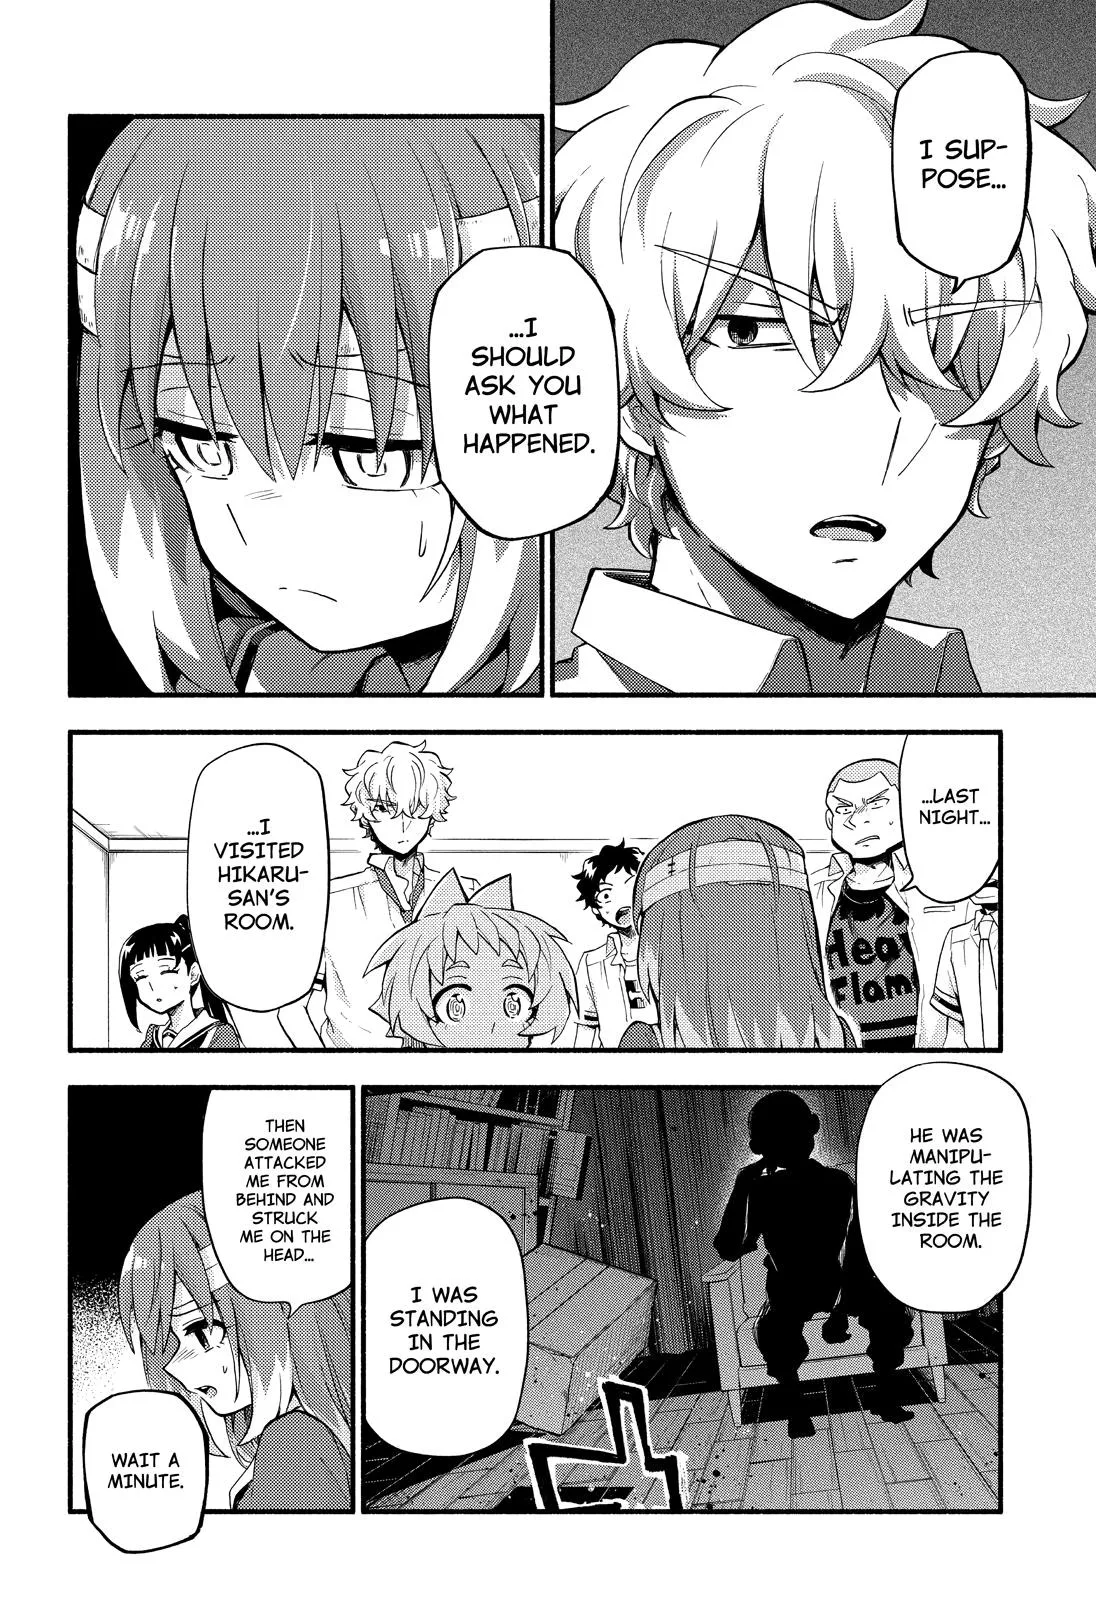 I SUP-
POSE...
...I
SHOULD
ASK YOU
WHAT
HAPPENED.
...LAST
NIGHT...
...I
VISITED
HIKARU-
SAN'S
ROOM.
Heav
Flam
HE WAS
MANIPU-
LATING THE
GRAVITY
INSIDE THE
ROOM.
I WAS
STANDING
IN THE
DOORWAY.
THEN
SOMEONE
ATTACKED
ME FROM
BEHIND AND
STRUCK
ME ON THE
HEAD...
WAIT A
MINUTE.